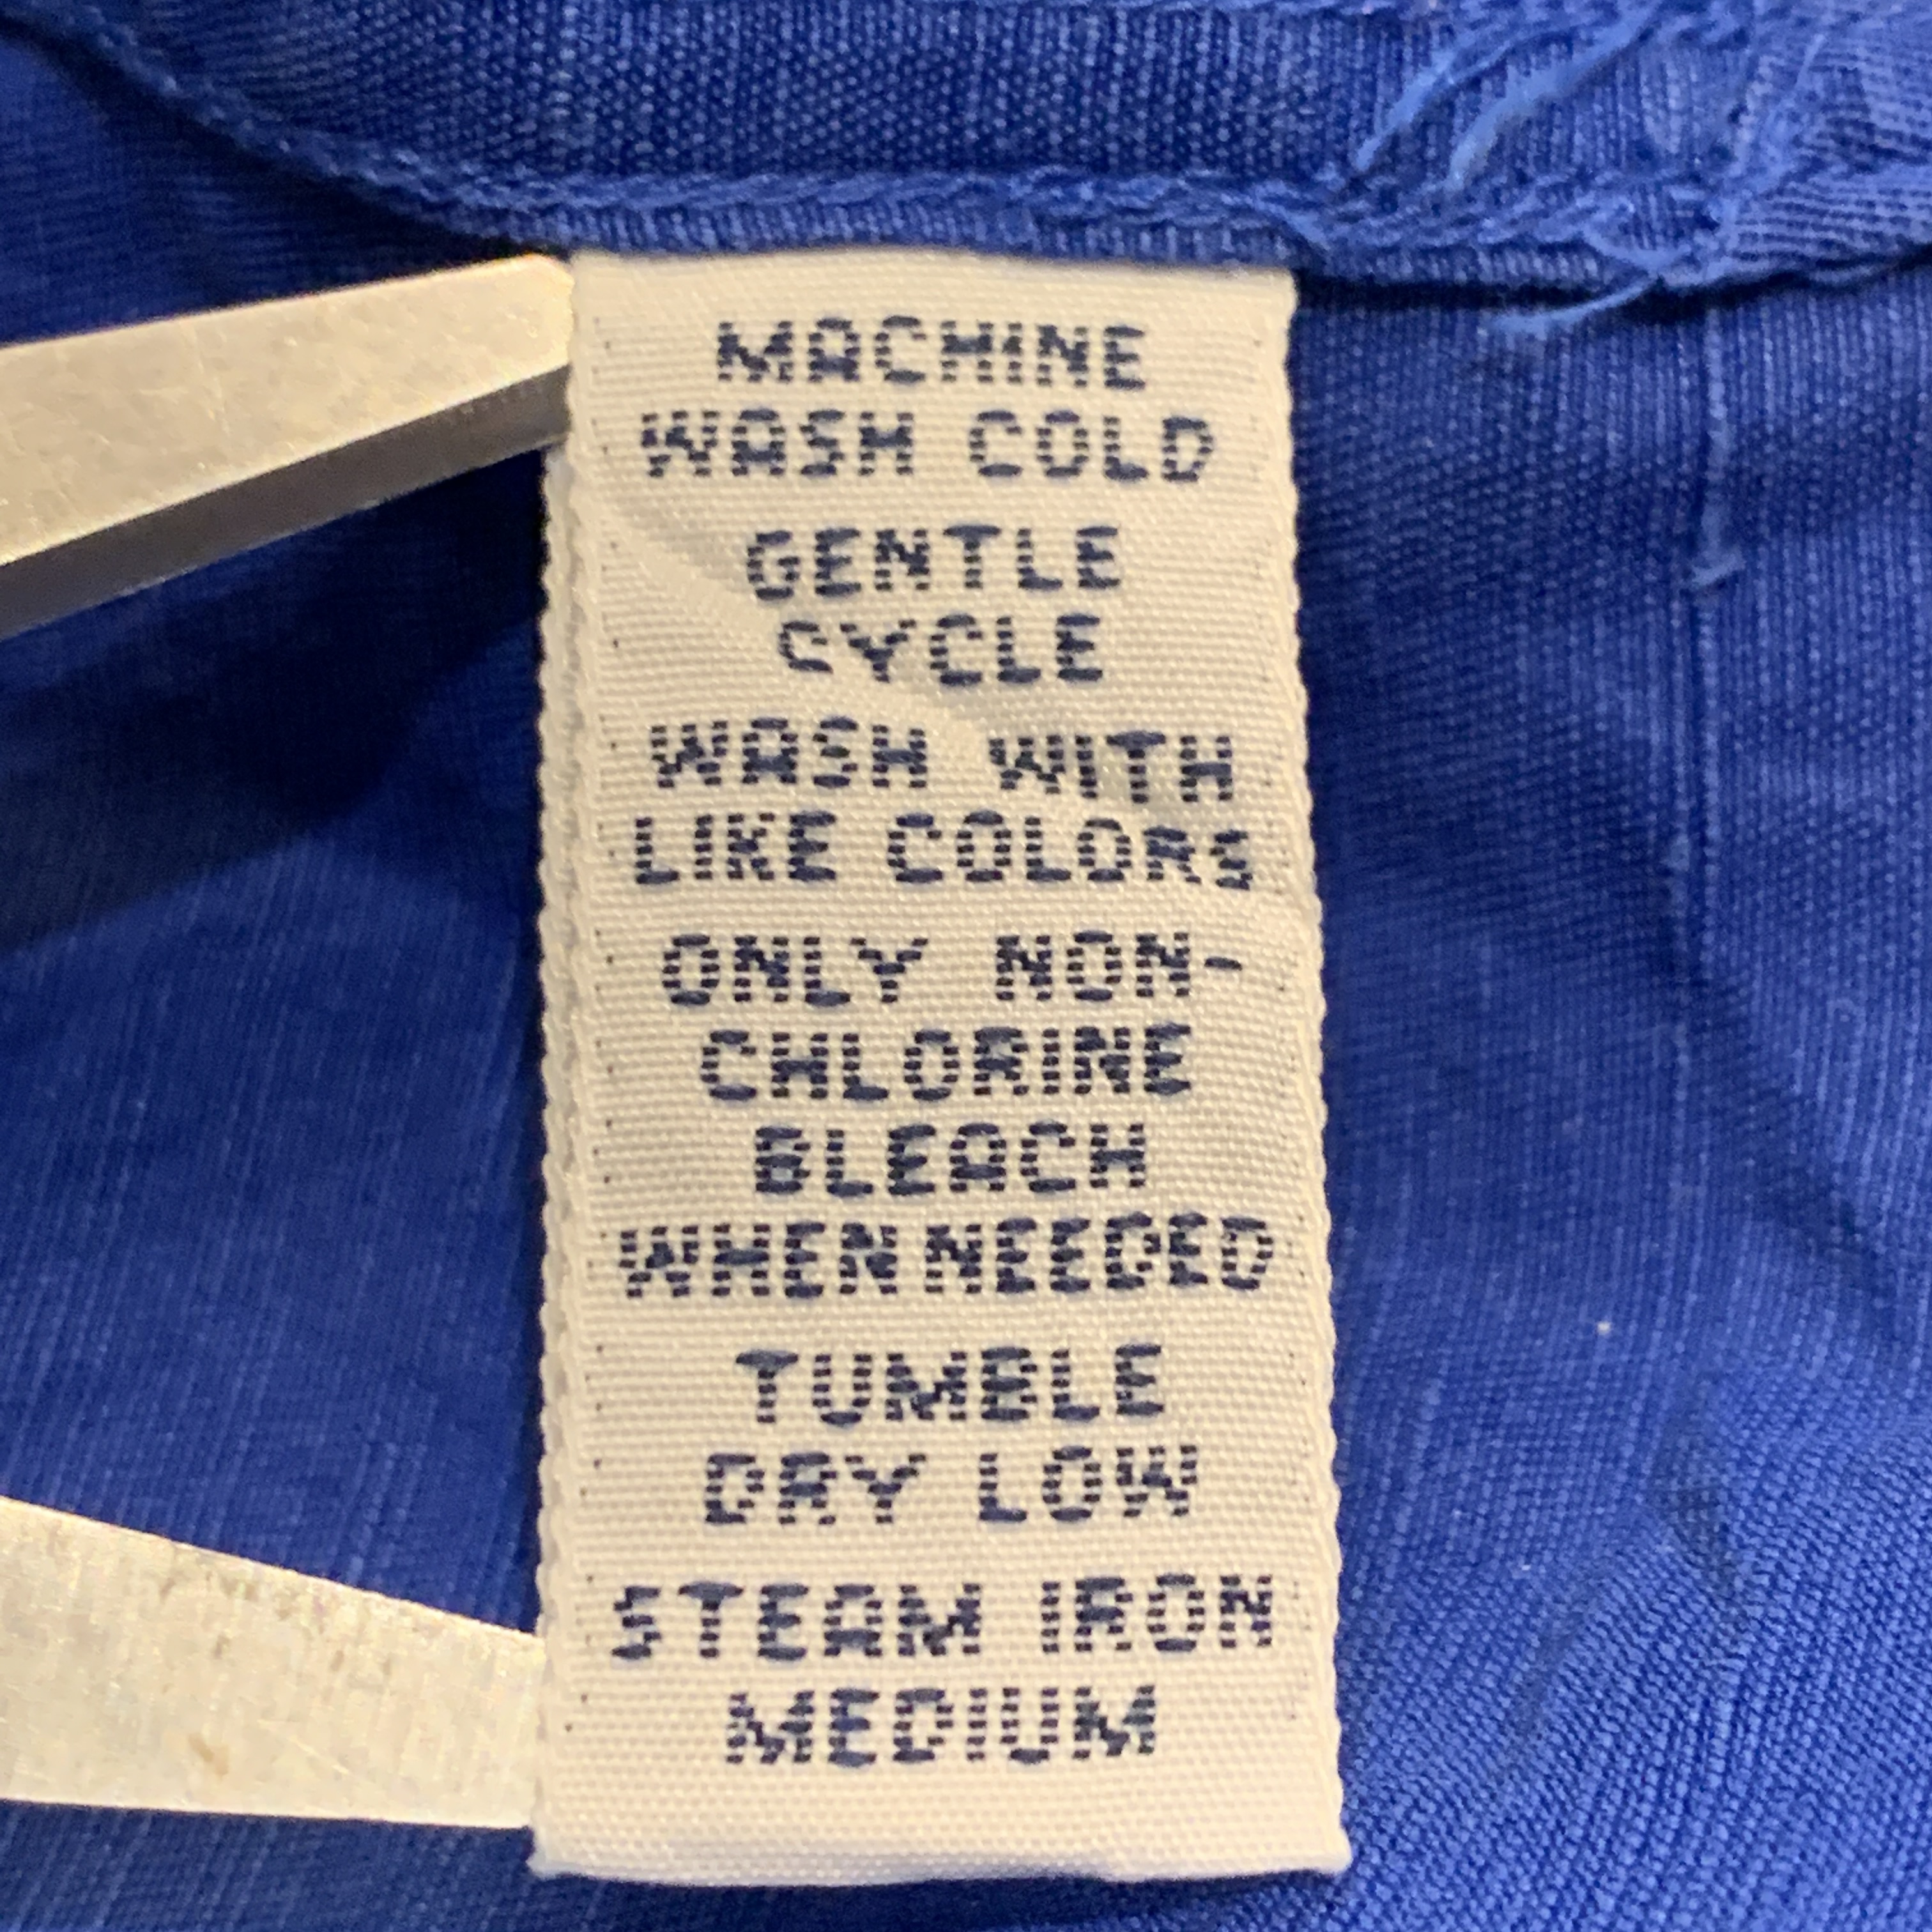 MACHINE
WASH COLD
GENTLE
CYCLE
WASH WITH
LIKE COLORS
ONLY NON-
CHLORINE
BLEACH
WHEN NEEDED
TUMBLE
DRY LOW
STEAM IRON
MEDIUM